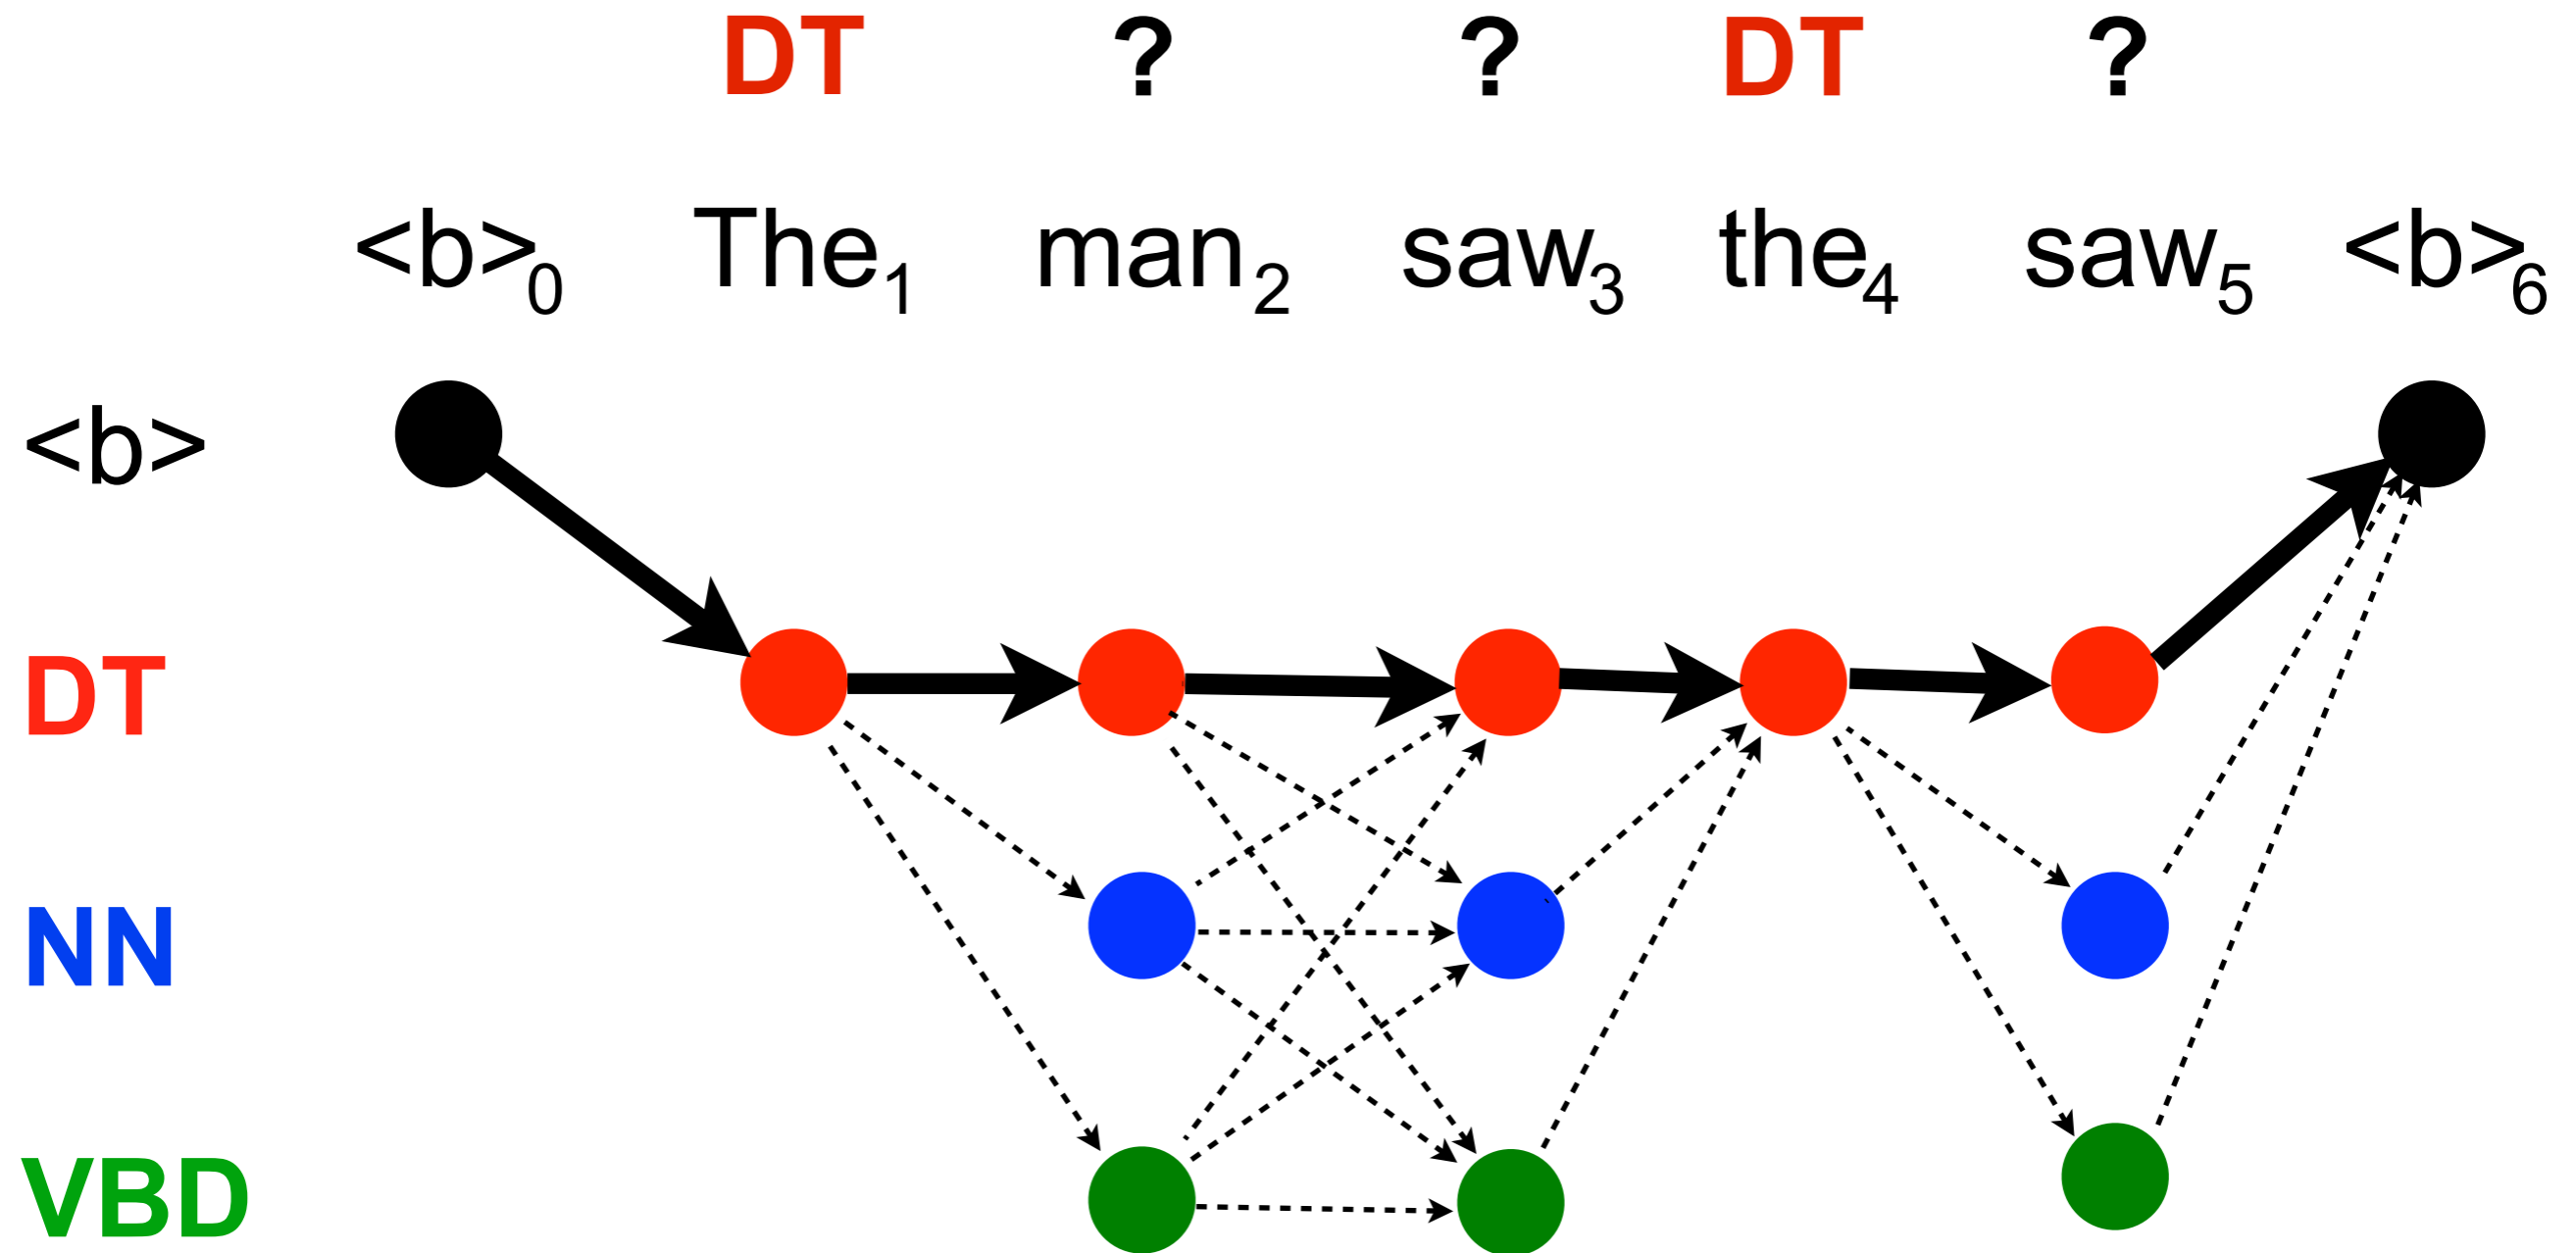 DT ? ? DT ?
<b>0 The1 man2 saw3 the4 saw5 <b>6
<b>
DT
NN
VBD